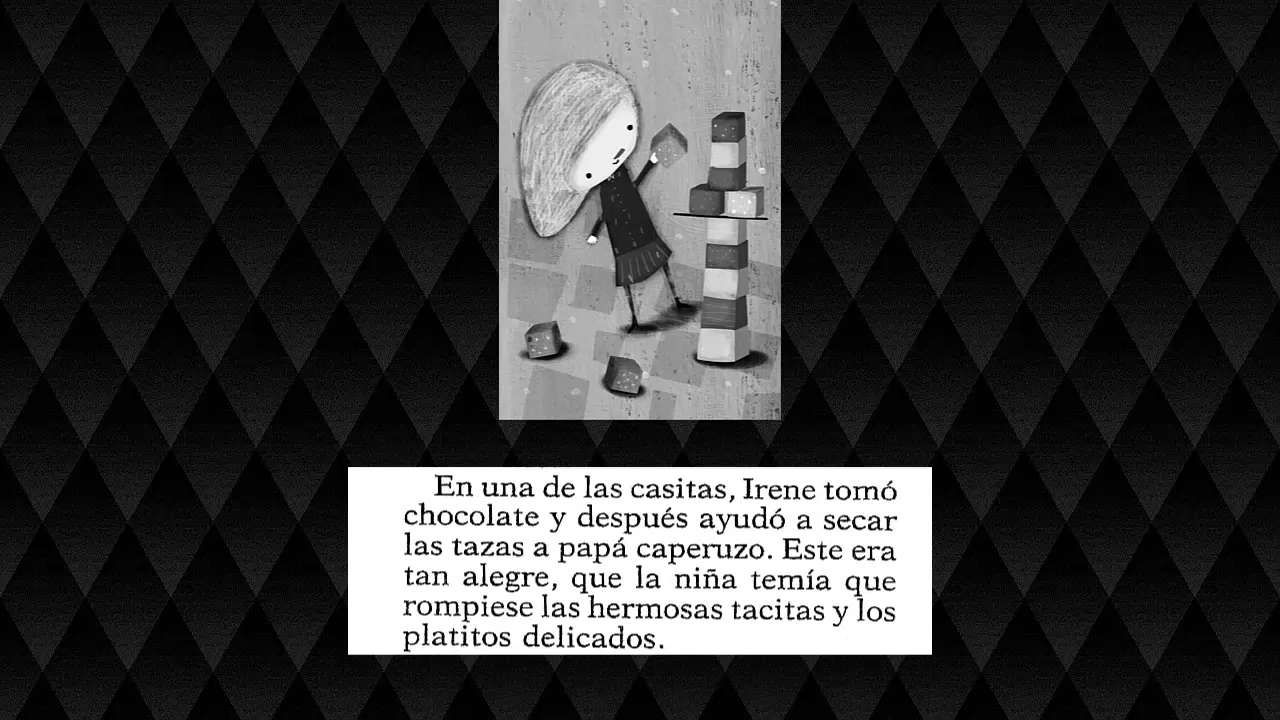 En una de las casitas, Irene tomó
chocolate y después ayudó a secar
las tazas a papá caperuzo. Este era
tan alegre, que la niña temía que
rompiese las hermosas tacitas y los
platitos delicados.